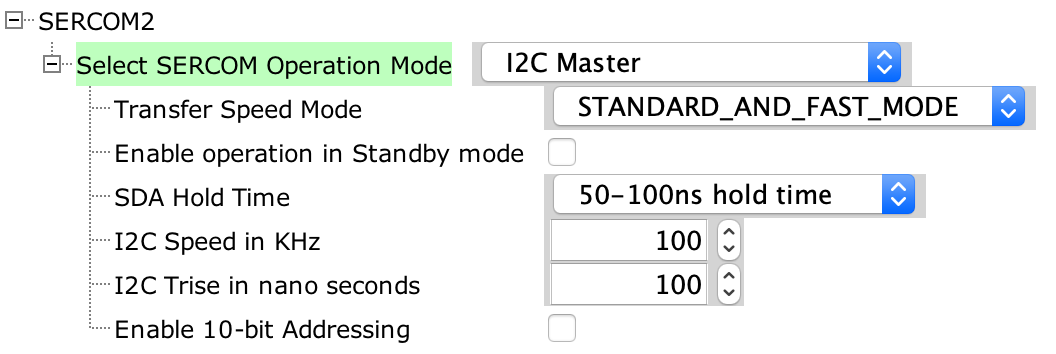 SERCOM2
Select SERCOM Operation Mode I2C Master
Transfer Speed Mode STANDARD_AND_FAST_MODE
Enable operation in Standby mode
SDA Hold Time 50-100ns hold time
I2C Speed in KHz 100
I2C Trise in nano seconds 100
Enable 10-bit Addressing